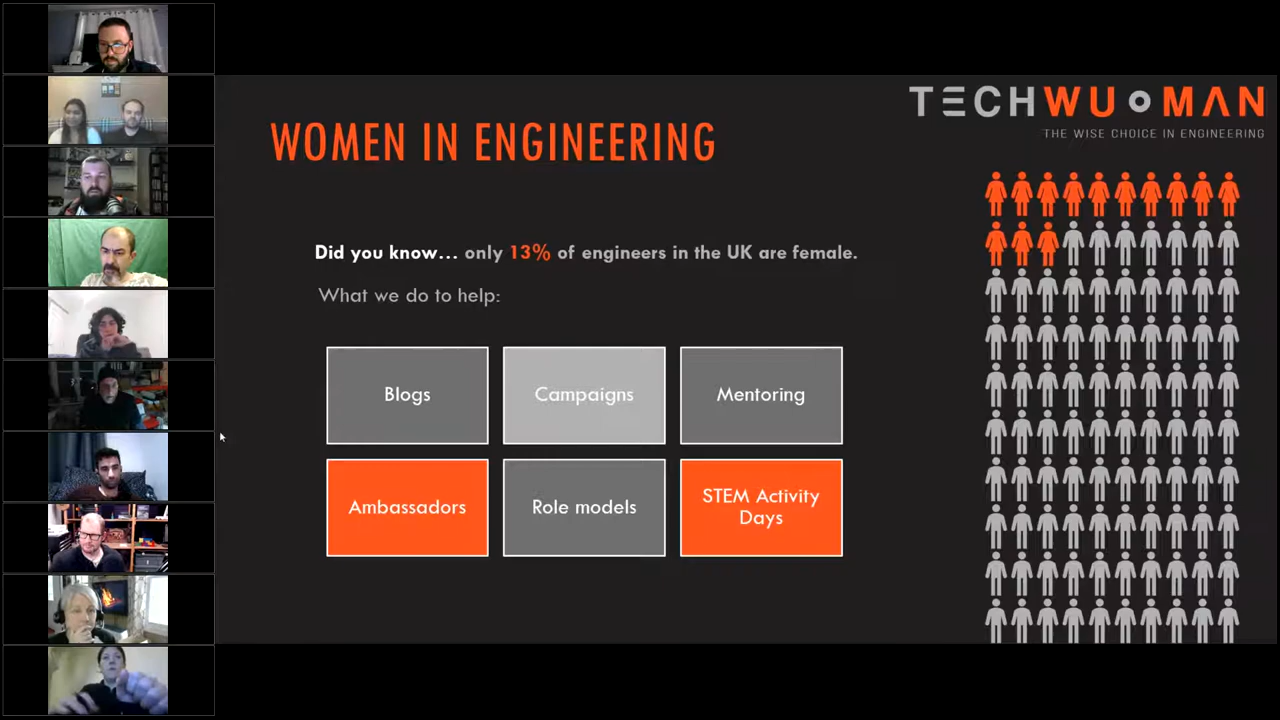 TECHWUMAN
THE WISE CHOICE IN ENGINEERING
WOMEN IN ENGINEERING
Did you know... only 13% of engineers in the UK are female.
What we do to help:
Blogs
Campaigns
Mentoring
Ambassadors
Role models
STEM Activity
Days